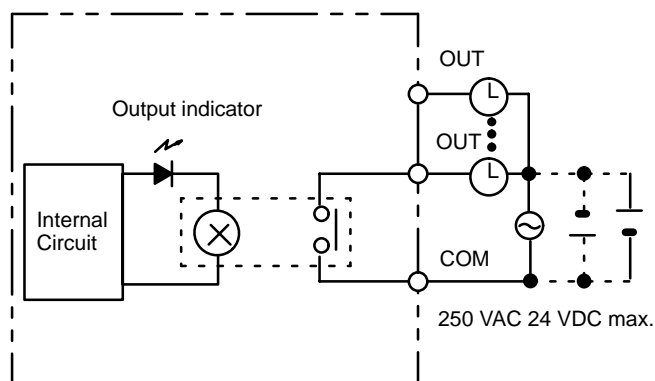 OUT
L
Output indicator
OUT
L
Internal
Circuit
COM
250 VAC 24 VDC max.